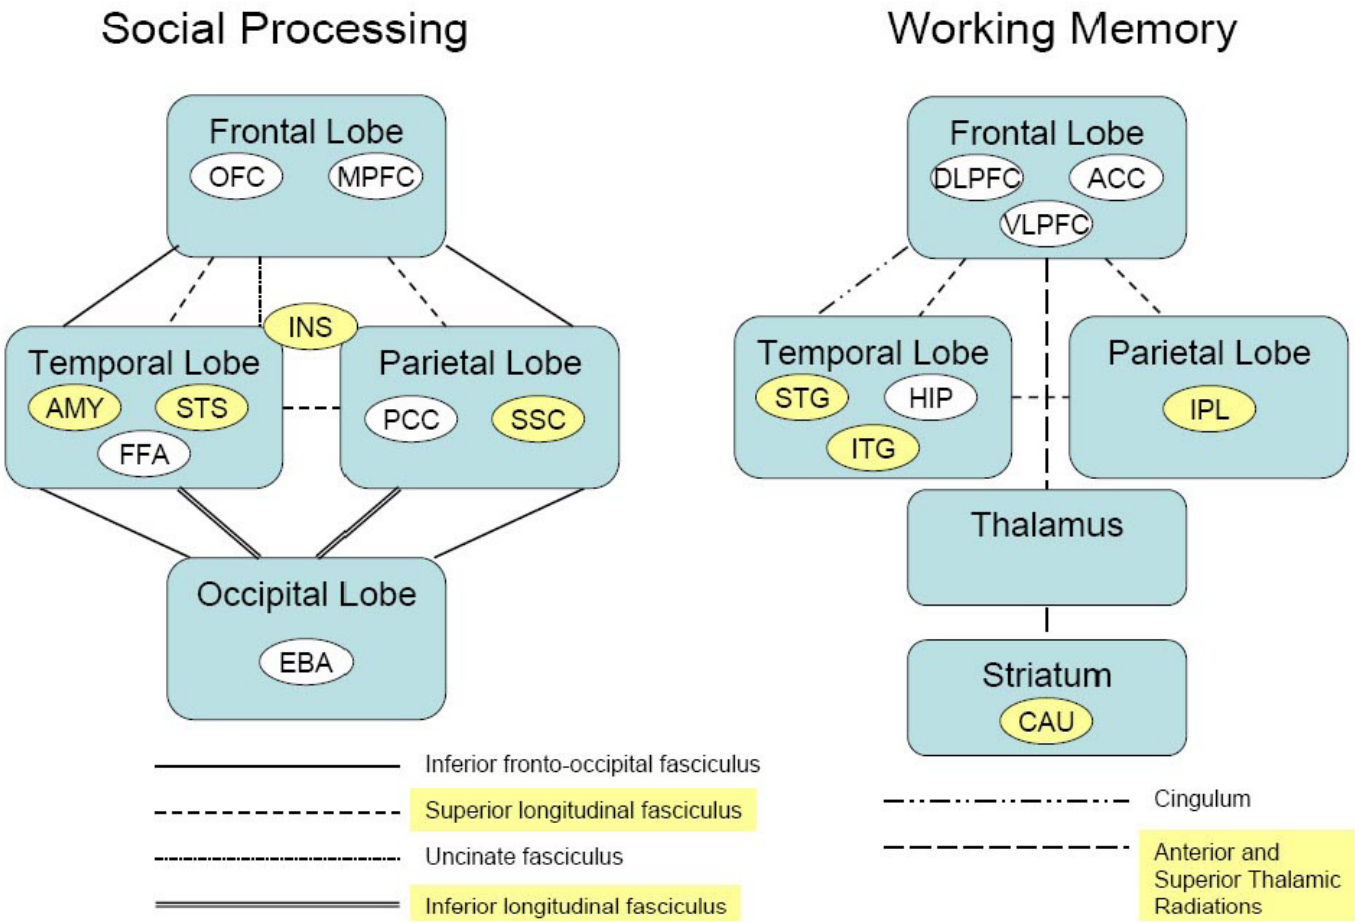 Social Processing
Frontal Lobe
OFC
MPFC
INS
Temporal Lobe
AMY
STS
FFA
Parietal Lobe
PCC
SSC
Occipital Lobe
EBA
Inferior fronto-occipital fasciculus
Superior longitudinal fasciculus
Uncinate fasciculus
Inferior longitudinal fasciculus
Working Memory
Frontal Lobe
DLPFC
ACC
VLPFC
Temporal Lobe
STG
HIP
ITG
Parietal Lobe
IPL
Thalamus
Striatum
CAU
Cingulum
Anterior and
Superior Thalamic
Radiations